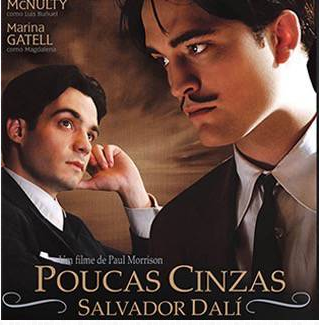 McNULTY
como Luis Buñuel
Marina
GATELL
como Magdalena
Um filme de Paul Morrison
POUCAS CINZAS
SALVADOR DALÍ